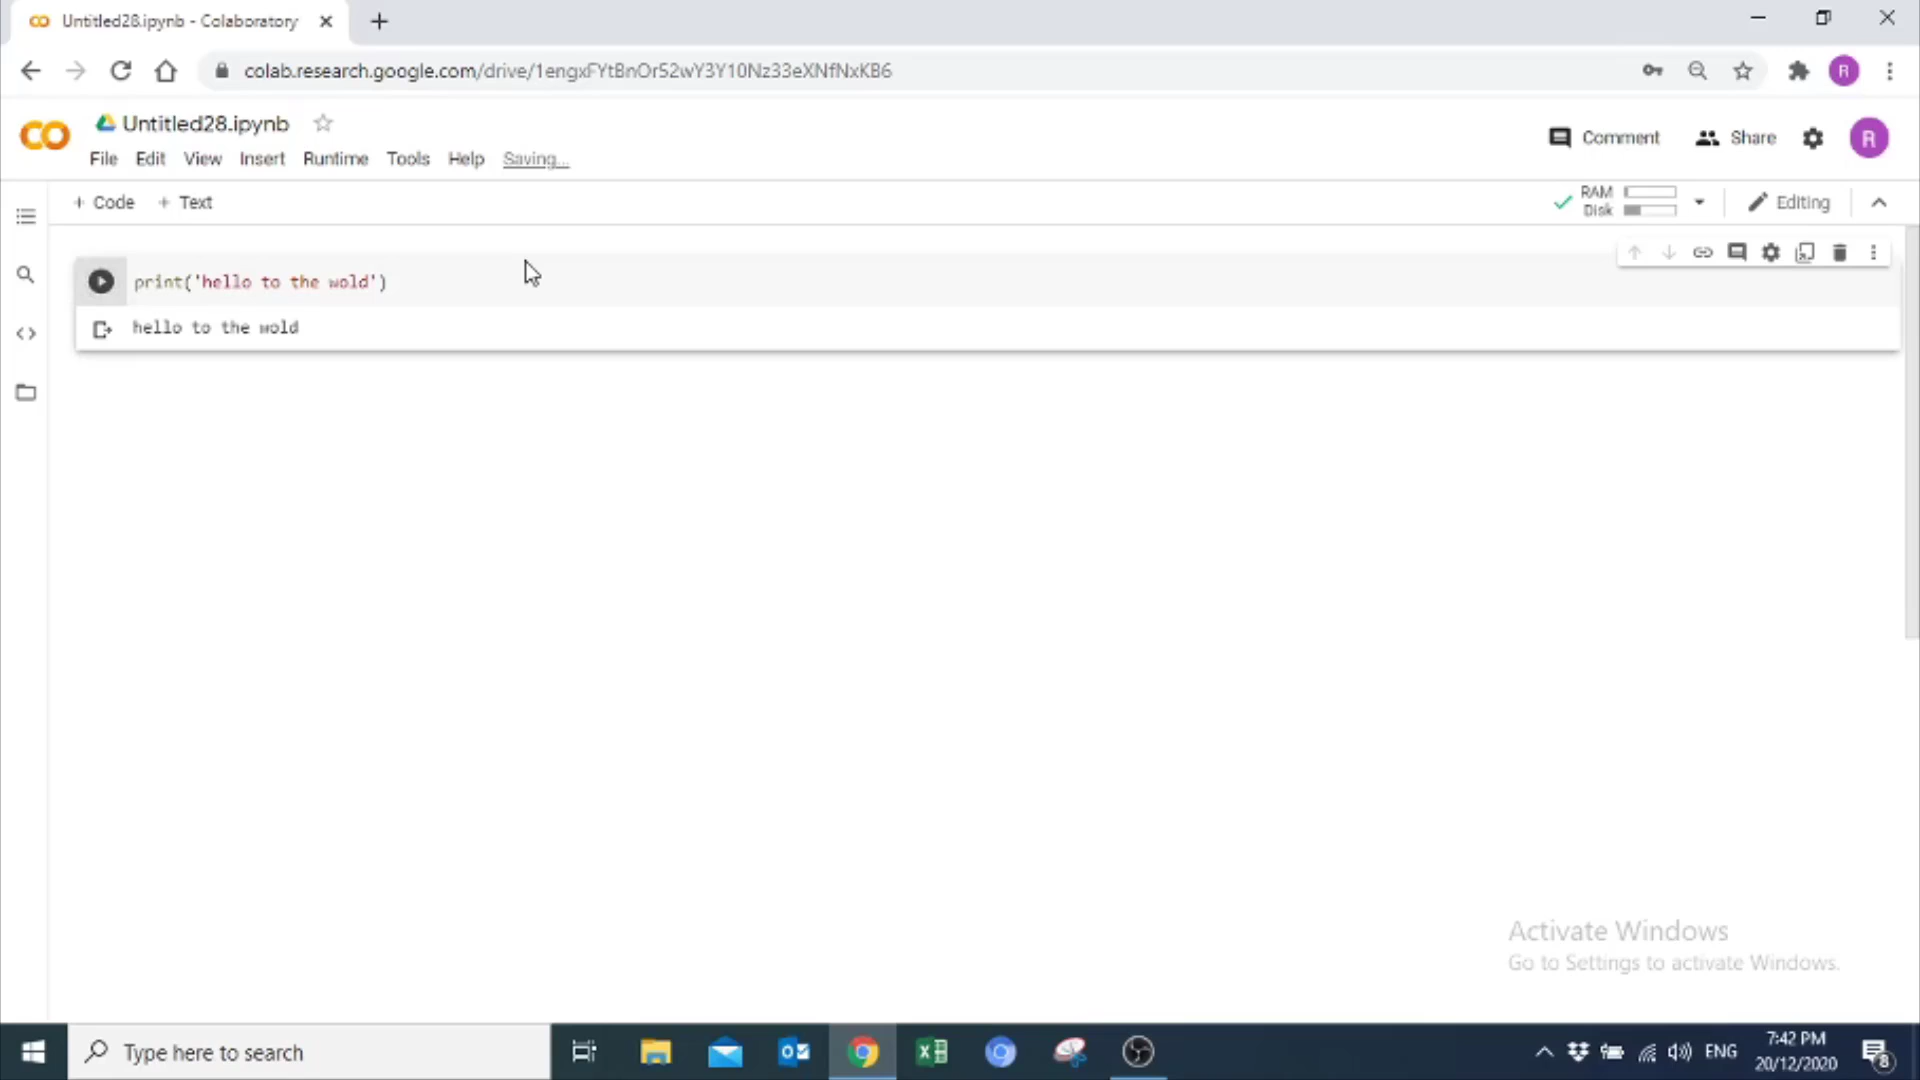 Untitled28.ipynb - Colaboratory
colab.research.google.com/drive/1engxFYtBnOr52wY3Y10Nz33eXNfNxKB6
R
Untitled28.ipynb
Comment
Share
R
File Edit View Insert Runtime Tools Help Saving...
+ Code + Text
RAM
Disk
Editing
print('hello to the wold')
hello to the wold
Activate Windows
Go to Settings to activate Windows.
Type here to search
ENG
7:42 PM
20/12/2020
8